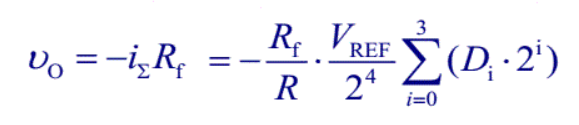 υ_O = −i_Σ R_f = − (R_f / R) · (V_REF / 2^4) ∑_{i=0}^{3} (D_i · 2^i)